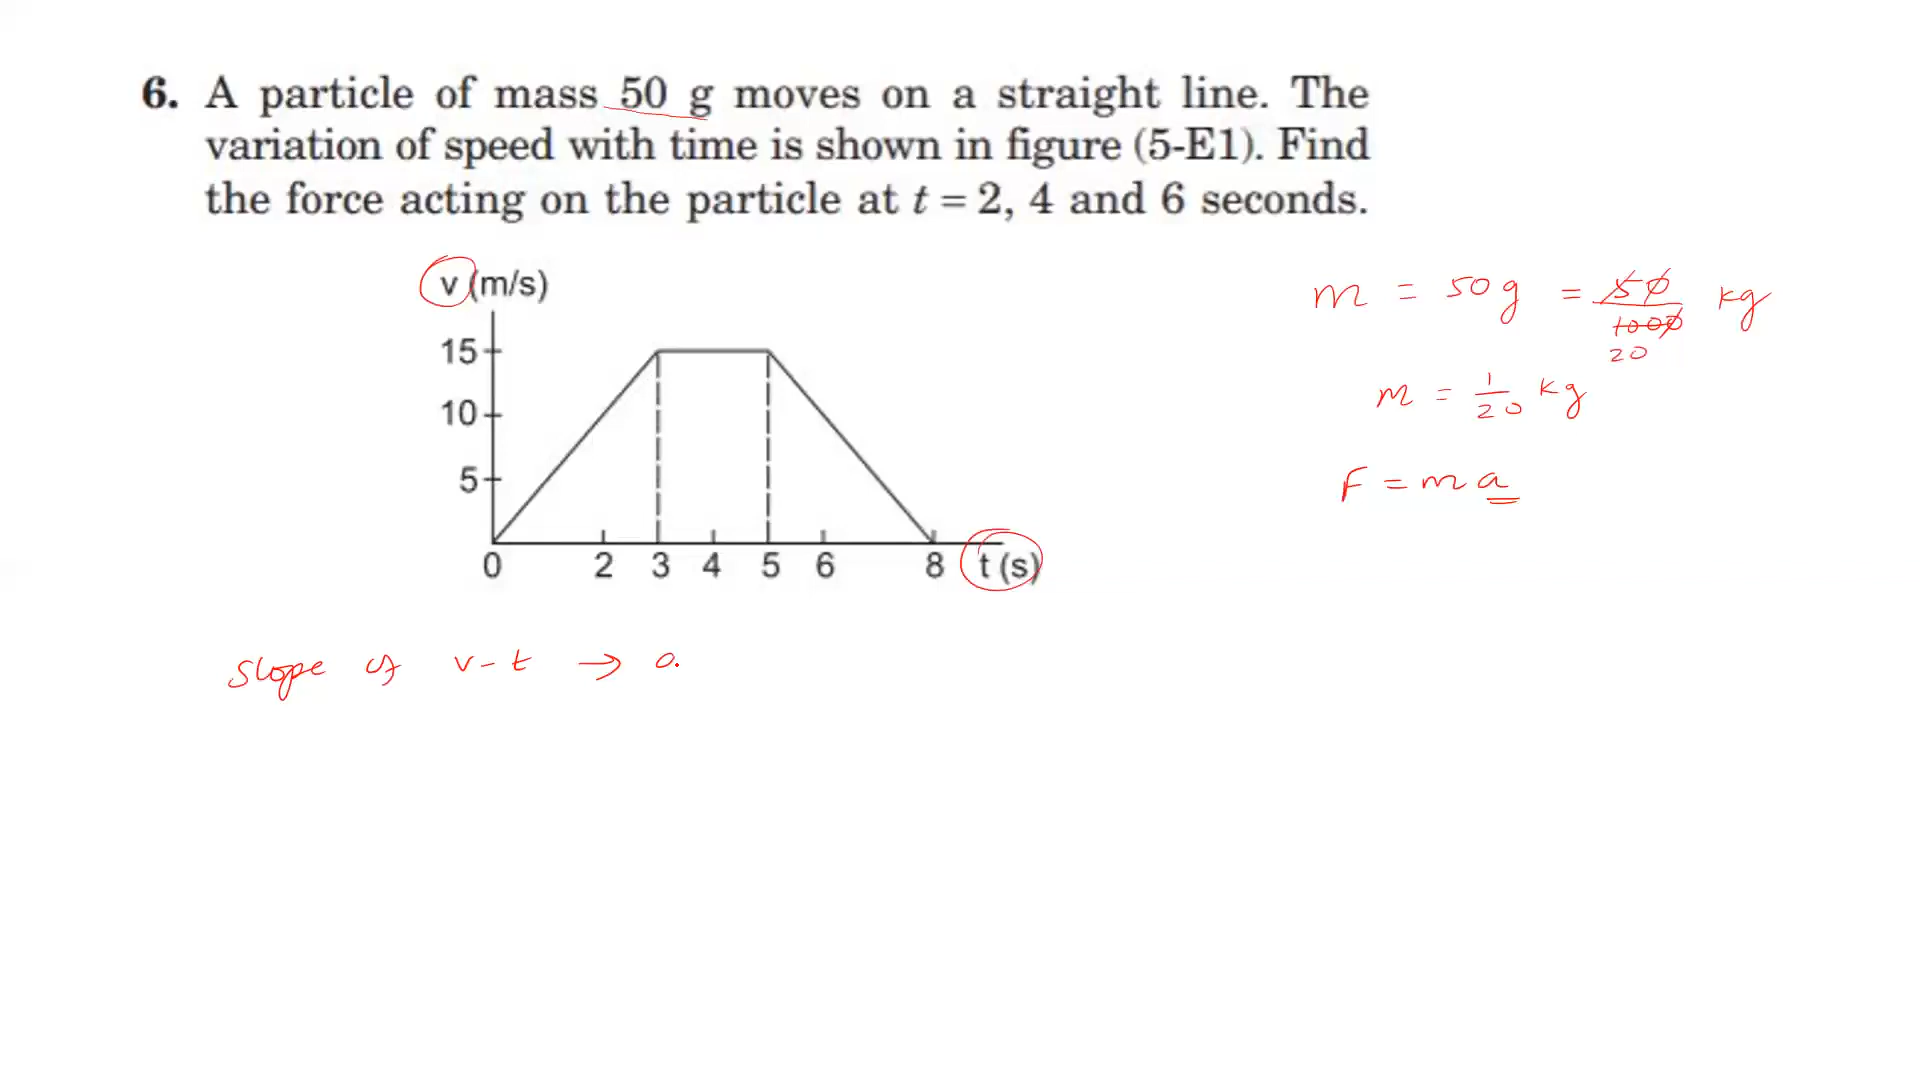 6. A particle of mass 50 g moves on a straight line. The
variation of speed with time is shown in figure (5-E1). Find
the force acting on the particle at t = 2, 4 and 6 seconds.
v (m/s)
15
10
5
0 2 3 4 5 6 8 t (s)
m = 50 g = 50/1000 kg
20
m = 1/20 kg
F = m a
Slope of v-t → a.